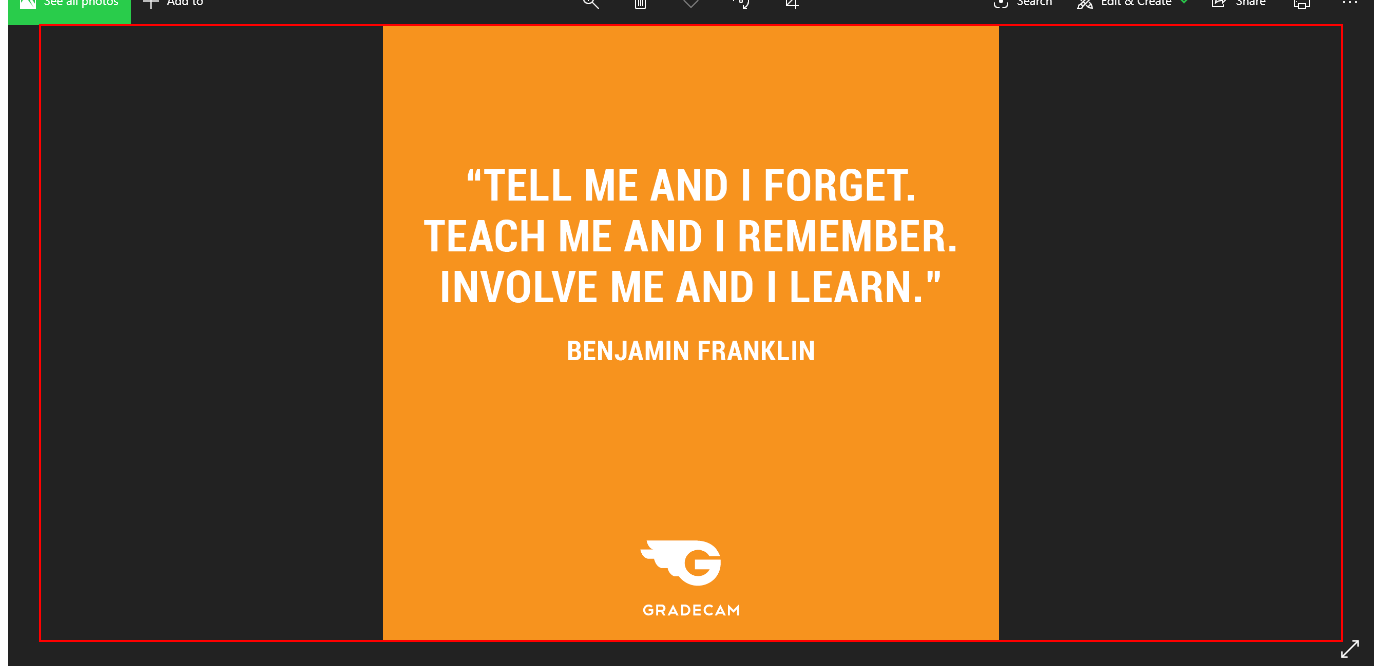 See all photos
Add to
Search
Edit & Create
Share
“TELL ME AND I FORGET.
TEACH ME AND I REMEMBER.
INVOLVE ME AND I LEARN."
BENJAMIN FRANKLIN
G
GRADECAM